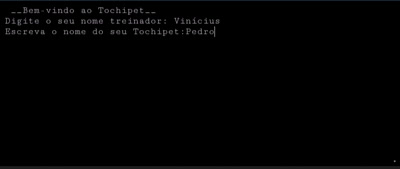 __Bem-vindo ao Tochipet__
Digite o seu nome treinador: Vinicius
Escreva o nome do seu Tochipet:Pedro